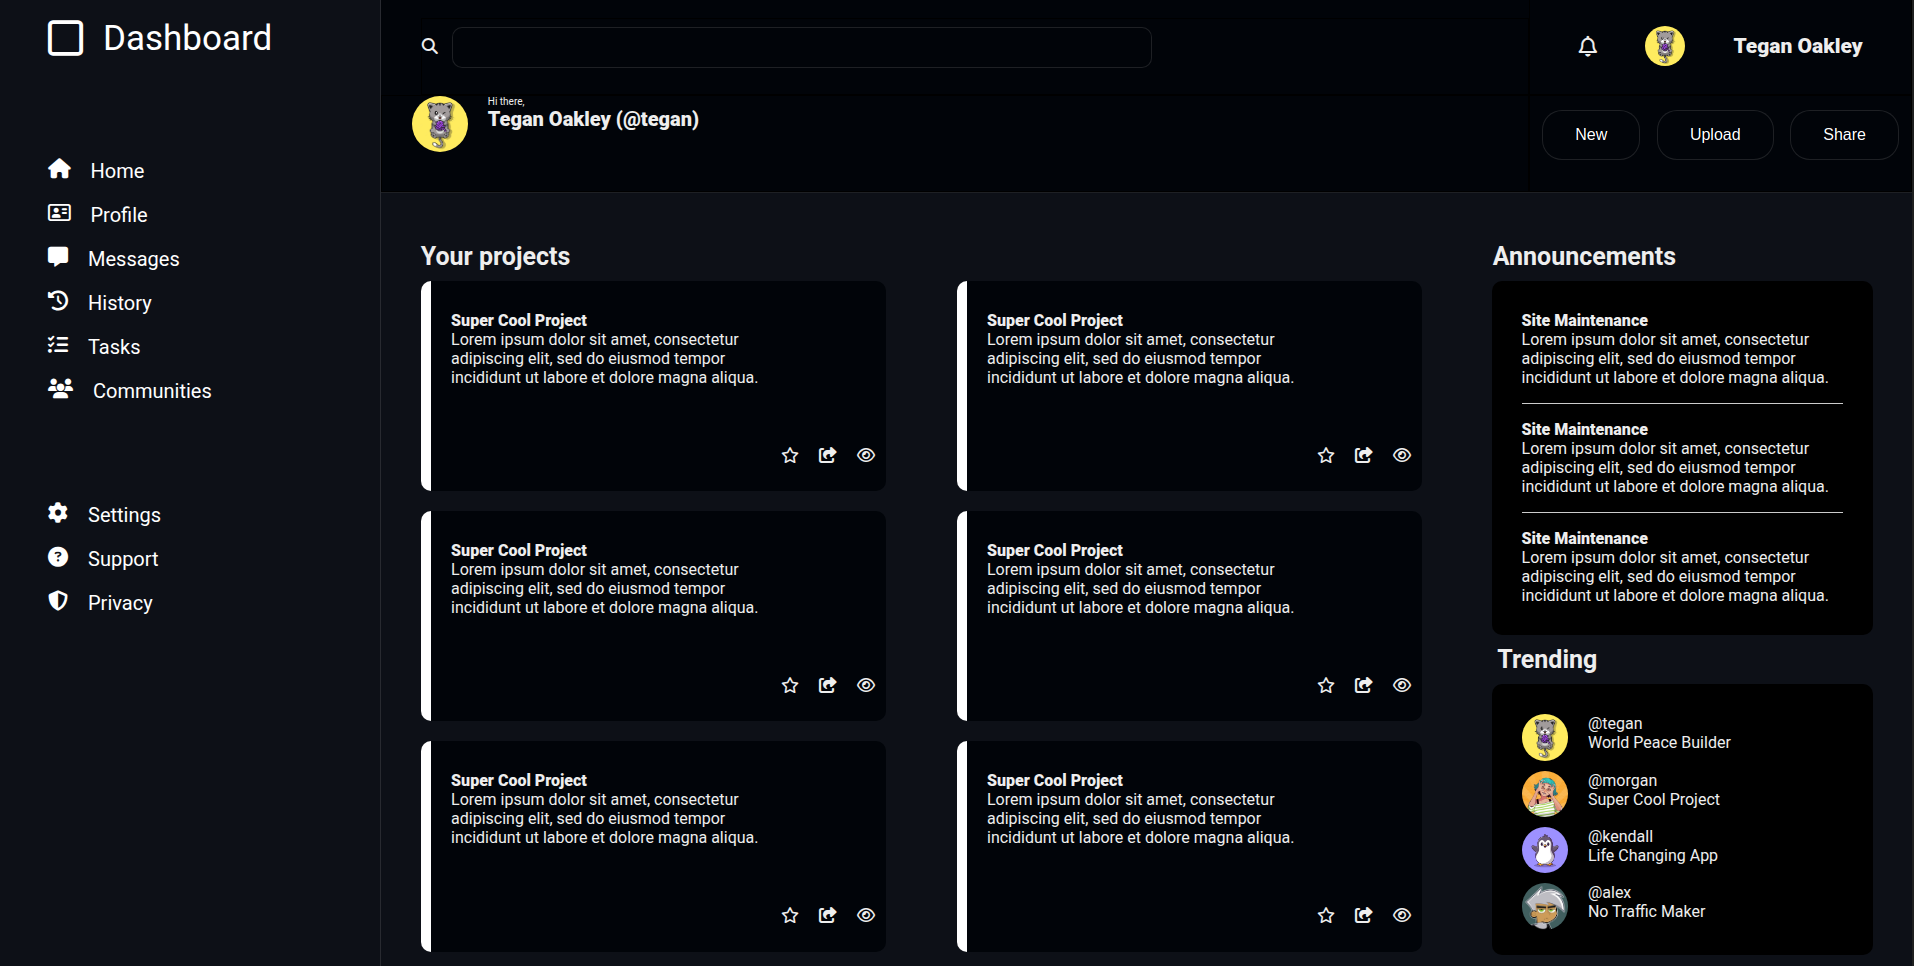 Dashboard
Home
Profile
Messages
History
Tasks
Communities
Settings
Support
Privacy
Tegan Oakley
Hi there,
Tegan Oakley (@tegan)
New
Upload
Share
Your projects
Super Cool Project
Lorem ipsum dolor sit amet, consectetur
adipiscing elit, sed do eiusmod tempor
incididunt ut labore et dolore magna aliqua.
Super Cool Project
Lorem ipsum dolor sit amet, consectetur
adipiscing elit, sed do eiusmod tempor
incididunt ut labore et dolore magna aliqua.
Super Cool Project
Lorem ipsum dolor sit amet, consectetur
adipiscing elit, sed do eiusmod tempor
incididunt ut labore et dolore magna aliqua.
Super Cool Project
Lorem ipsum dolor sit amet, consectetur
adipiscing elit, sed do eiusmod tempor
incididunt ut labore et dolore magna aliqua.
Super Cool Project
Lorem ipsum dolor sit amet, consectetur
adipiscing elit, sed do eiusmod tempor
incididunt ut labore et dolore magna aliqua.
Super Cool Project
Lorem ipsum dolor sit amet, consectetur
adipiscing elit, sed do eiusmod tempor
incididunt ut labore et dolore magna aliqua.
Announcements
Site Maintenance
Lorem ipsum dolor sit amet, consectetur
adipiscing elit, sed do eiusmod tempor
incididunt ut labore et dolore magna aliqua.
Site Maintenance
Lorem ipsum dolor sit amet, consectetur
adipiscing elit, sed do eiusmod tempor
incididunt ut labore et dolore magna aliqua.
Site Maintenance
Lorem ipsum dolor sit amet, consectetur
adipiscing elit, sed do eiusmod tempor
incididunt ut labore et dolore magna aliqua.
Trending
@tegan
World Peace Builder
@morgan
Super Cool Project
@kendall
Life Changing App
@alex
No Traffic Maker